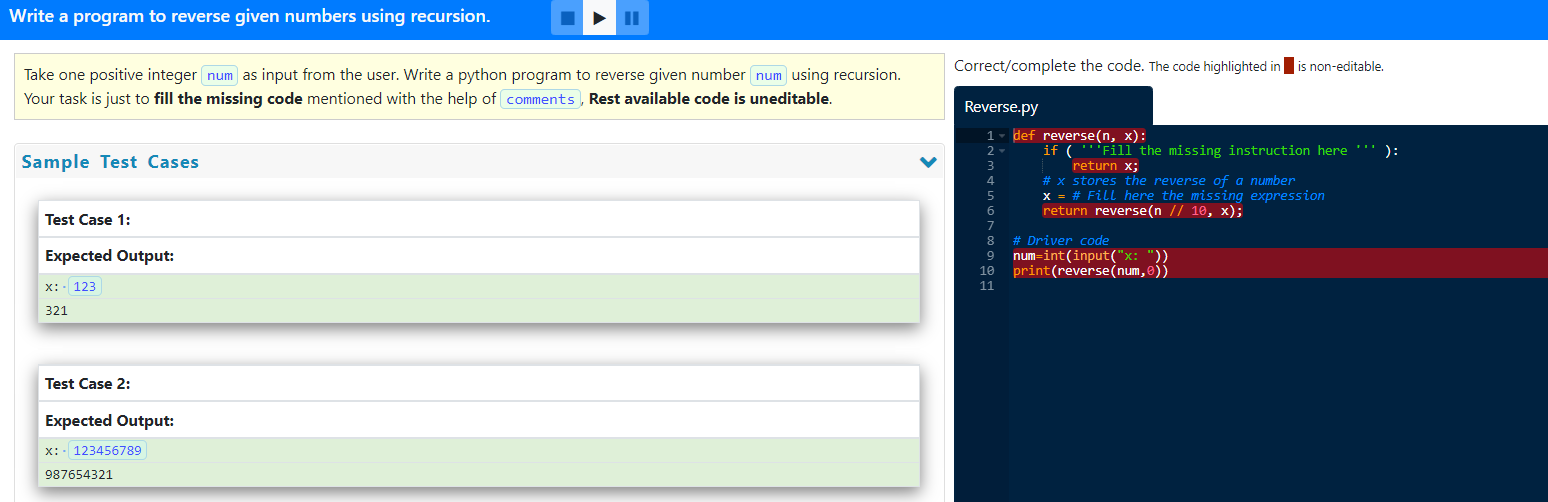 Write a program to reverse given numbers using recursion.
Take one positive integer num as input from the user. Write a python program to reverse given number num using recursion.
Your task is just to fill the missing code mentioned with the help of comments, Rest available code is uneditable.
Sample Test Cases
Test Case 1:
Expected Output:
x:· 123
321
Test Case 2:
Expected Output:
x:· 123456789
987654321
Correct/complete the code. The code highlighted in is non-editable.
Reverse.py
1 def reverse(n, x):
2 if ( '''Fill the missing instruction here ''' ):
3 return x;
4 # x stores the reverse of a number
5 x = # Fill here the missing expression
6 return reverse(n // 10, x);
7
8 # Driver code
9 num=int(input("x: "))
10 print(reverse(num,0))
11